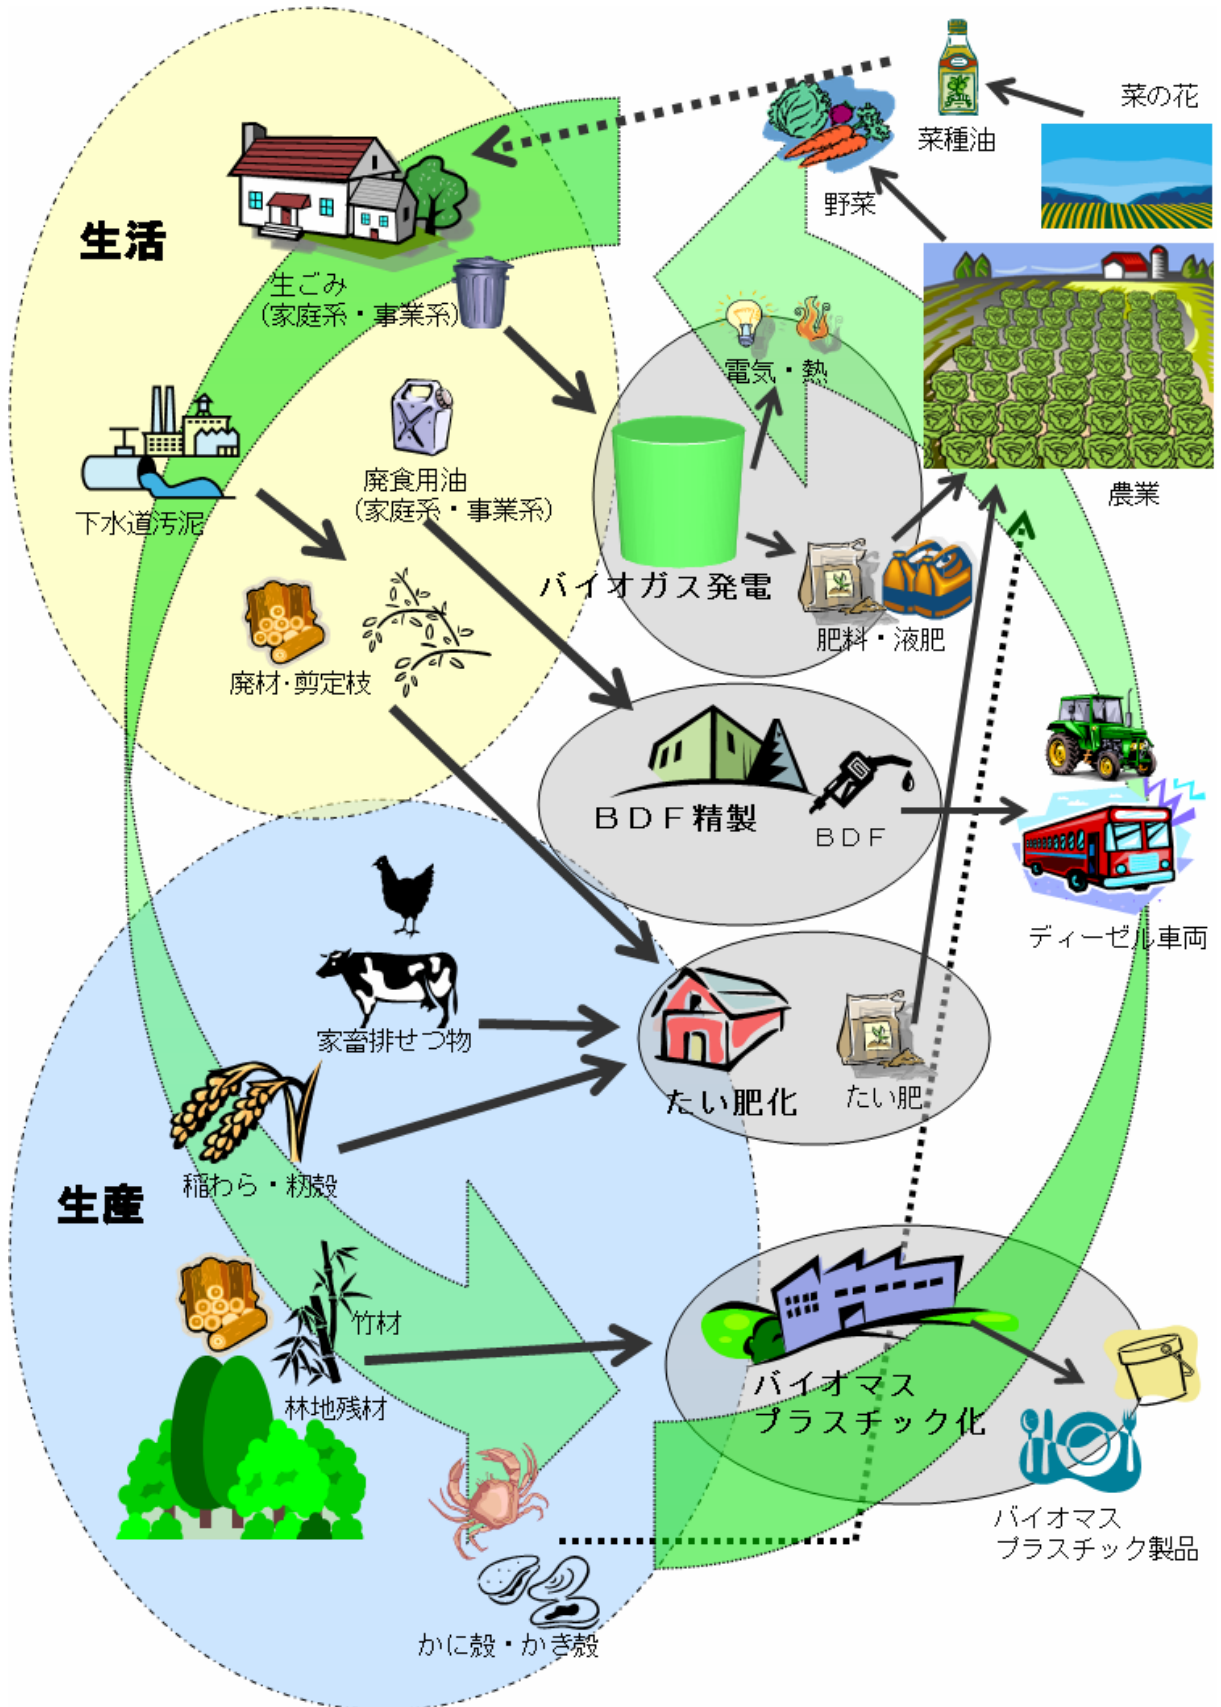 菜の花
菜種油
野菜
生活
生ごみ
（家庭系・事業系）
電気・熱
農業
廃食用油
（家庭系・事業系）
下水道汚泥
バイオガス発電
肥料・液肥
廃材・剪定枝
ＢＤＦ精製
ＢＤＦ
ディーゼル車両
家畜排せつ物
たい肥化
たい肥
稲わら・籾殻
生産
竹材
林地残材
バイオマス
プラスチック化
バイオマス
プラスチック製品
かに殻・かき殻